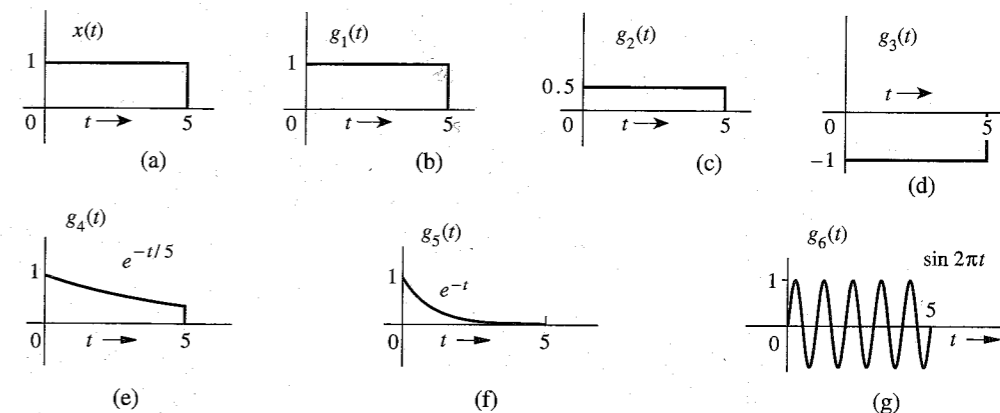 x(t)
1
0
t →
5
(a)
g₁(t)
1
0
t →
5
(b)
g₂(t)
0.5
0
t →
5
(c)
g₃(t)
t →
0
5
−1
(d)
g₄(t)
e^{−t/5}
1
0
t →
5
(e)
g₅(t)
1
e^{−t}
0
t →
5
(f)
g₆(t)
sin 2πt
1
5
0
t →
(g)